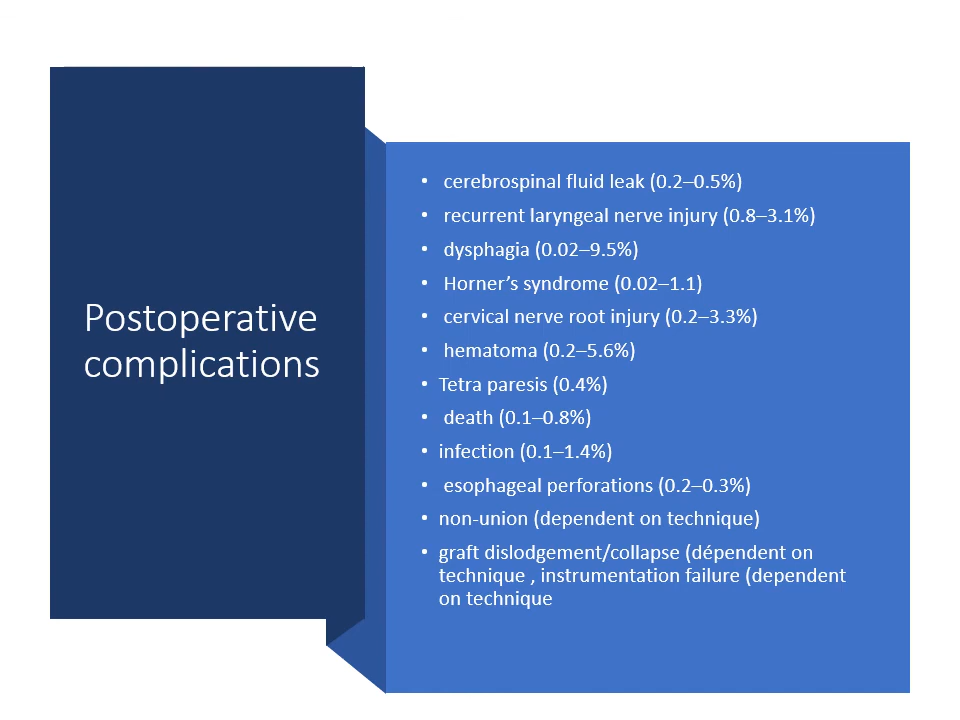 Postoperative
complications
• cerebrospinal fluid leak (0.2–0.5%)
• recurrent laryngeal nerve injury (0.8–3.1%)
• dysphagia (0.02–9.5%)
• Horner’s syndrome (0.02–1.1)
• cervical nerve root injury (0.2–3.3%)
• hematoma (0.2–5.6%)
• Tetra paresis (0.4%)
• death (0.1–0.8%)
• infection (0.1–1.4%)
• esophageal perforations (0.2–0.3%)
• non-union (dependent on technique)
• graft dislodgement/collapse (dépendent on
technique , instrumentation failure (dependent
on technique